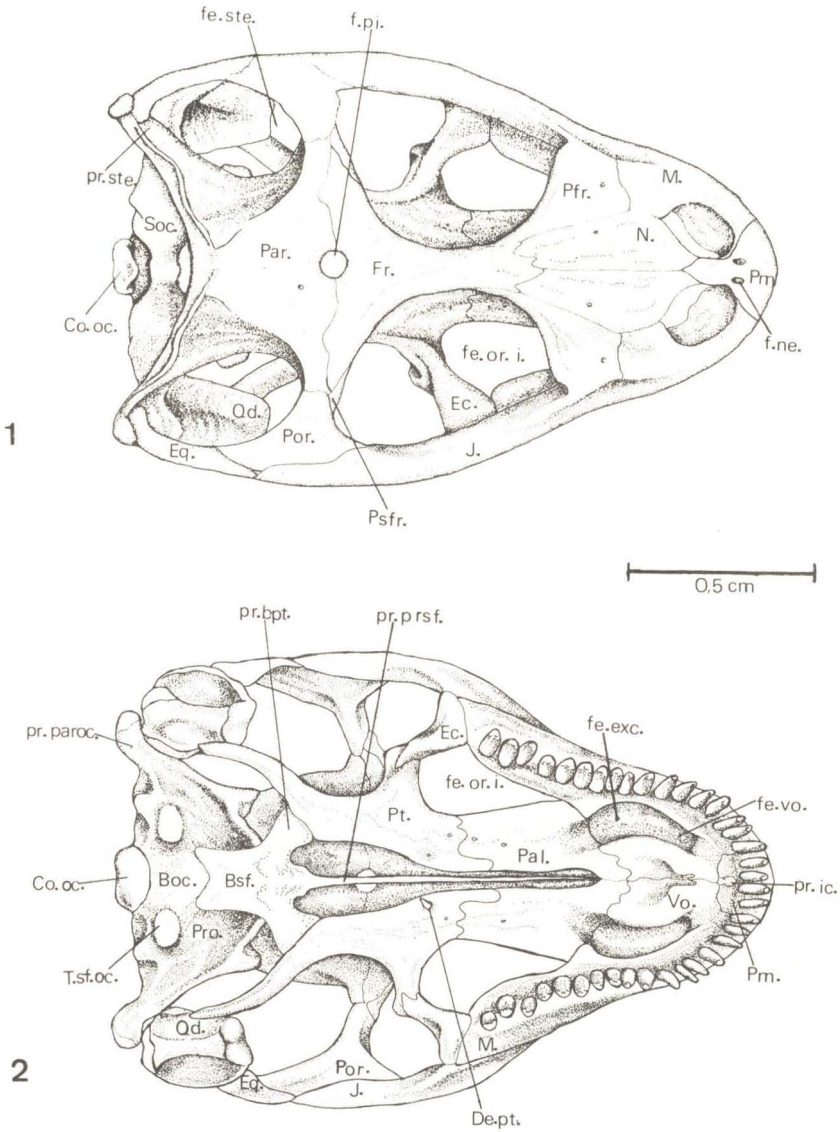 fe.ste.
f.pi.
pr.ste.
Soc.
Co.oc.
Par.
Fr.
Pfr.
M.
N.
Pm
f.ne.
fe.or.i.
Ec.
Qd.
Por.
Eq.
J.
Psfr.
1
0,5 cm
pr.bpt.
pr.prsf.
pr.paroc.
Ec.
fe.exc.
fe.or.i.
fe.vo.
Pt.
Pal.
Co.oc.
Boc.
Bsf.
pr.ic.
Vo.
Pro.
T.sf.oc.
Pm.
Qd.
M.
2
Por.
Eq.
J.
De.pt.